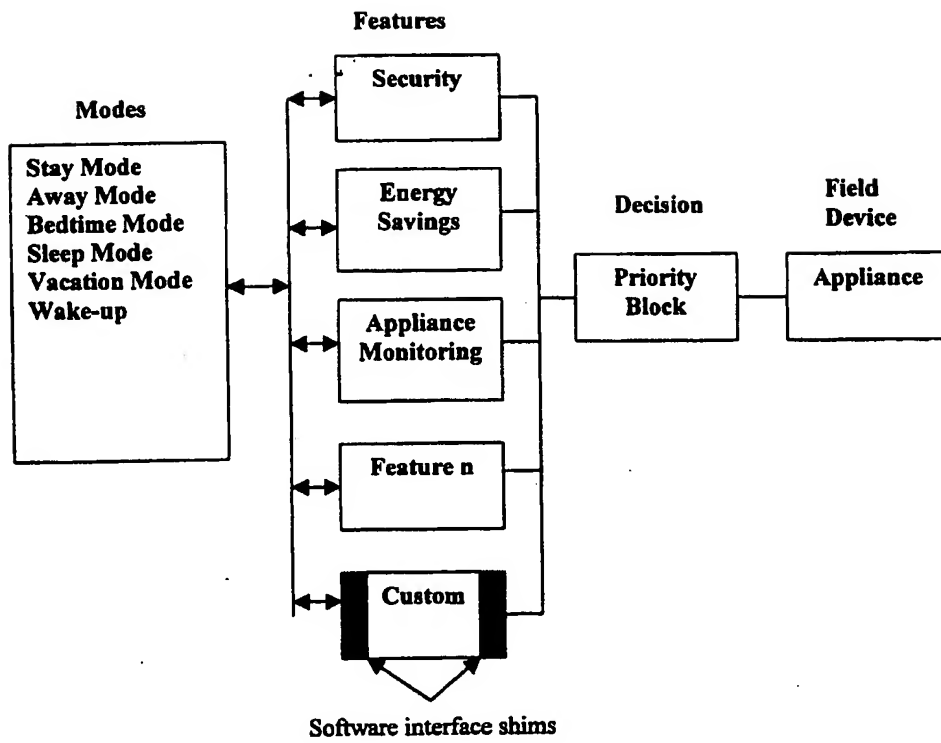 Features
Security
Modes
Stay Mode
Away Mode
Bedtime Mode
Sleep Mode
Vacation Mode
Wake-up
Energy
Savings
Decision
Field
Device
Priority
Block
Appliance
Appliance
Monitoring
Feature n
Custom
Software interface shims